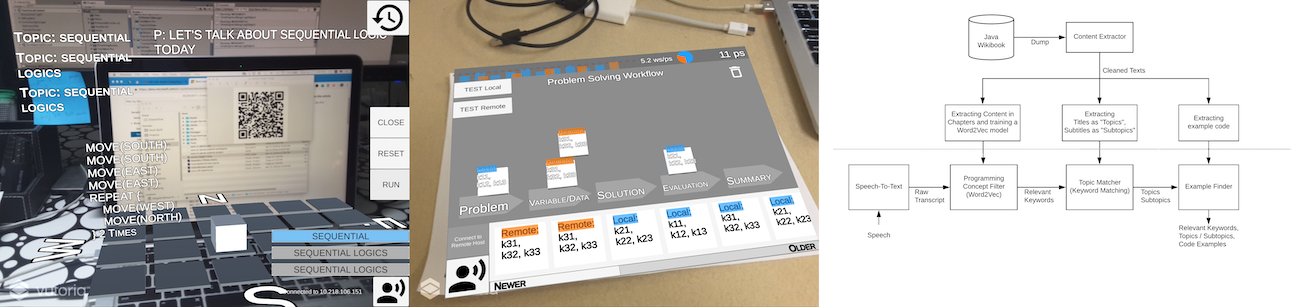 TOPIC: SEQUENTIAL
TOPIC: SEQUENTIAL
LOGICS
TOPIC: SEQUENTIAL
LOGICS
P: LET'S TALK ABOUT SEQUENTIAL LOGIC
TODAY
CLOSE
RESET
RUN
MOVE(SOUTH)
MOVE(SOUTH)
MOVE(EAST)
MOVE(EAST)
REPEAT {
MOVE(WEST)
MOVE(NORTH)
} 2 TIMES
N
W
S
SEQUENTIAL
SEQUENTIAL LOGICS
SEQUENTIAL LOGICS
connected to 10.218.106.151
vuforia
5.2 ws/ps
11 ps
Problem Solving Workflow
TEST Local
TEST Remote
Problem
VARIABLE/DATA
SOLUTION
EVALUATION
SUMMARY
Connect to
Remote Host
Remote:
k31,
k32, k33
Remote:
k31,
k32, k33
Local:
k21,
k22, k23
Local:
k11,
k12, k13
Local:
k31,
k32, k33
Local:
k21,
k22, k23
NEWER
OLDER
Java
Wikibook
Dump
Content Extractor
Cleaned Texts
Extracting Content in
Chapters and training a
Word2Vec model
Extracting
Titles as "Topics",
Subtitles as "Subtopics"
Extracting
example code
Speech-To-Text
Raw
Transcript
Programming
Concept Filter
(Word2Vec)
Relevant
Keywords
Topic Matcher
(Keyword Matching)
Topics
Subtopics
Example Finder
Speech
Relevant Keywords,
Topics / Subtopics,
Code Examples